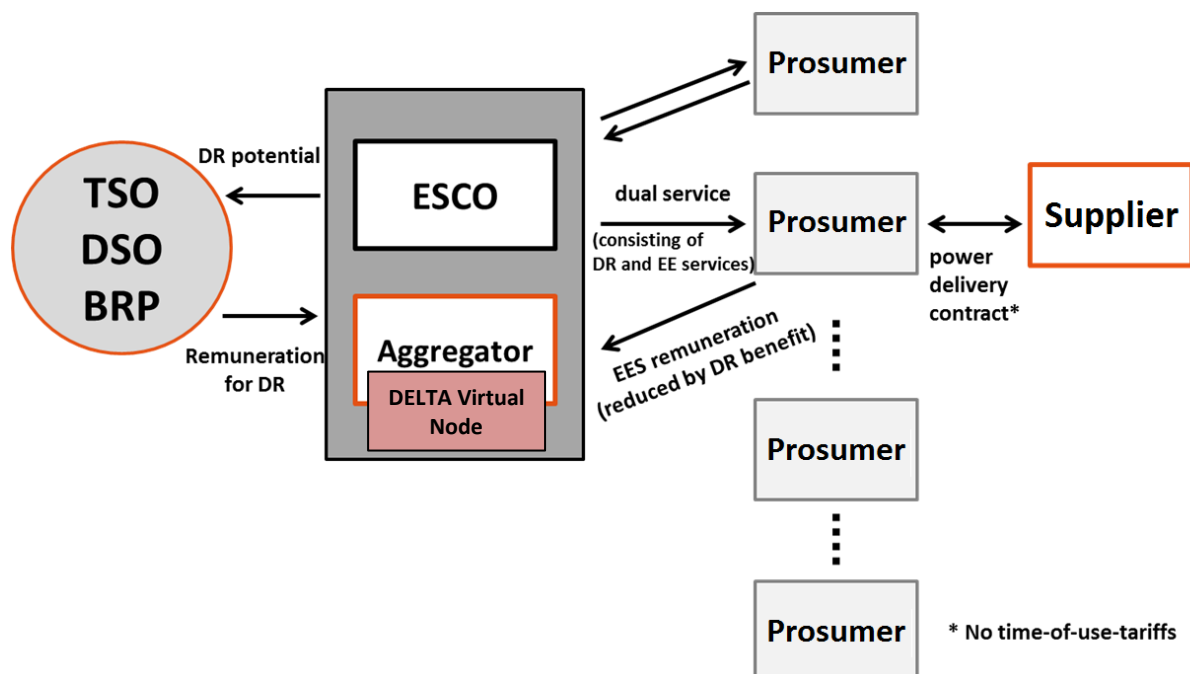 Prosumer
DR potential
TSO
DSO
BRP
Remuneration
for DR
ESCO
Aggregator
DELTA Virtual
Node
dual service
(consisting of
DR and EE services)
EES remuneration
(reduced by DR benefit)
Prosumer
power
delivery
contract*
Supplier
Prosumer
Prosumer
* No time-of-use-tariffs